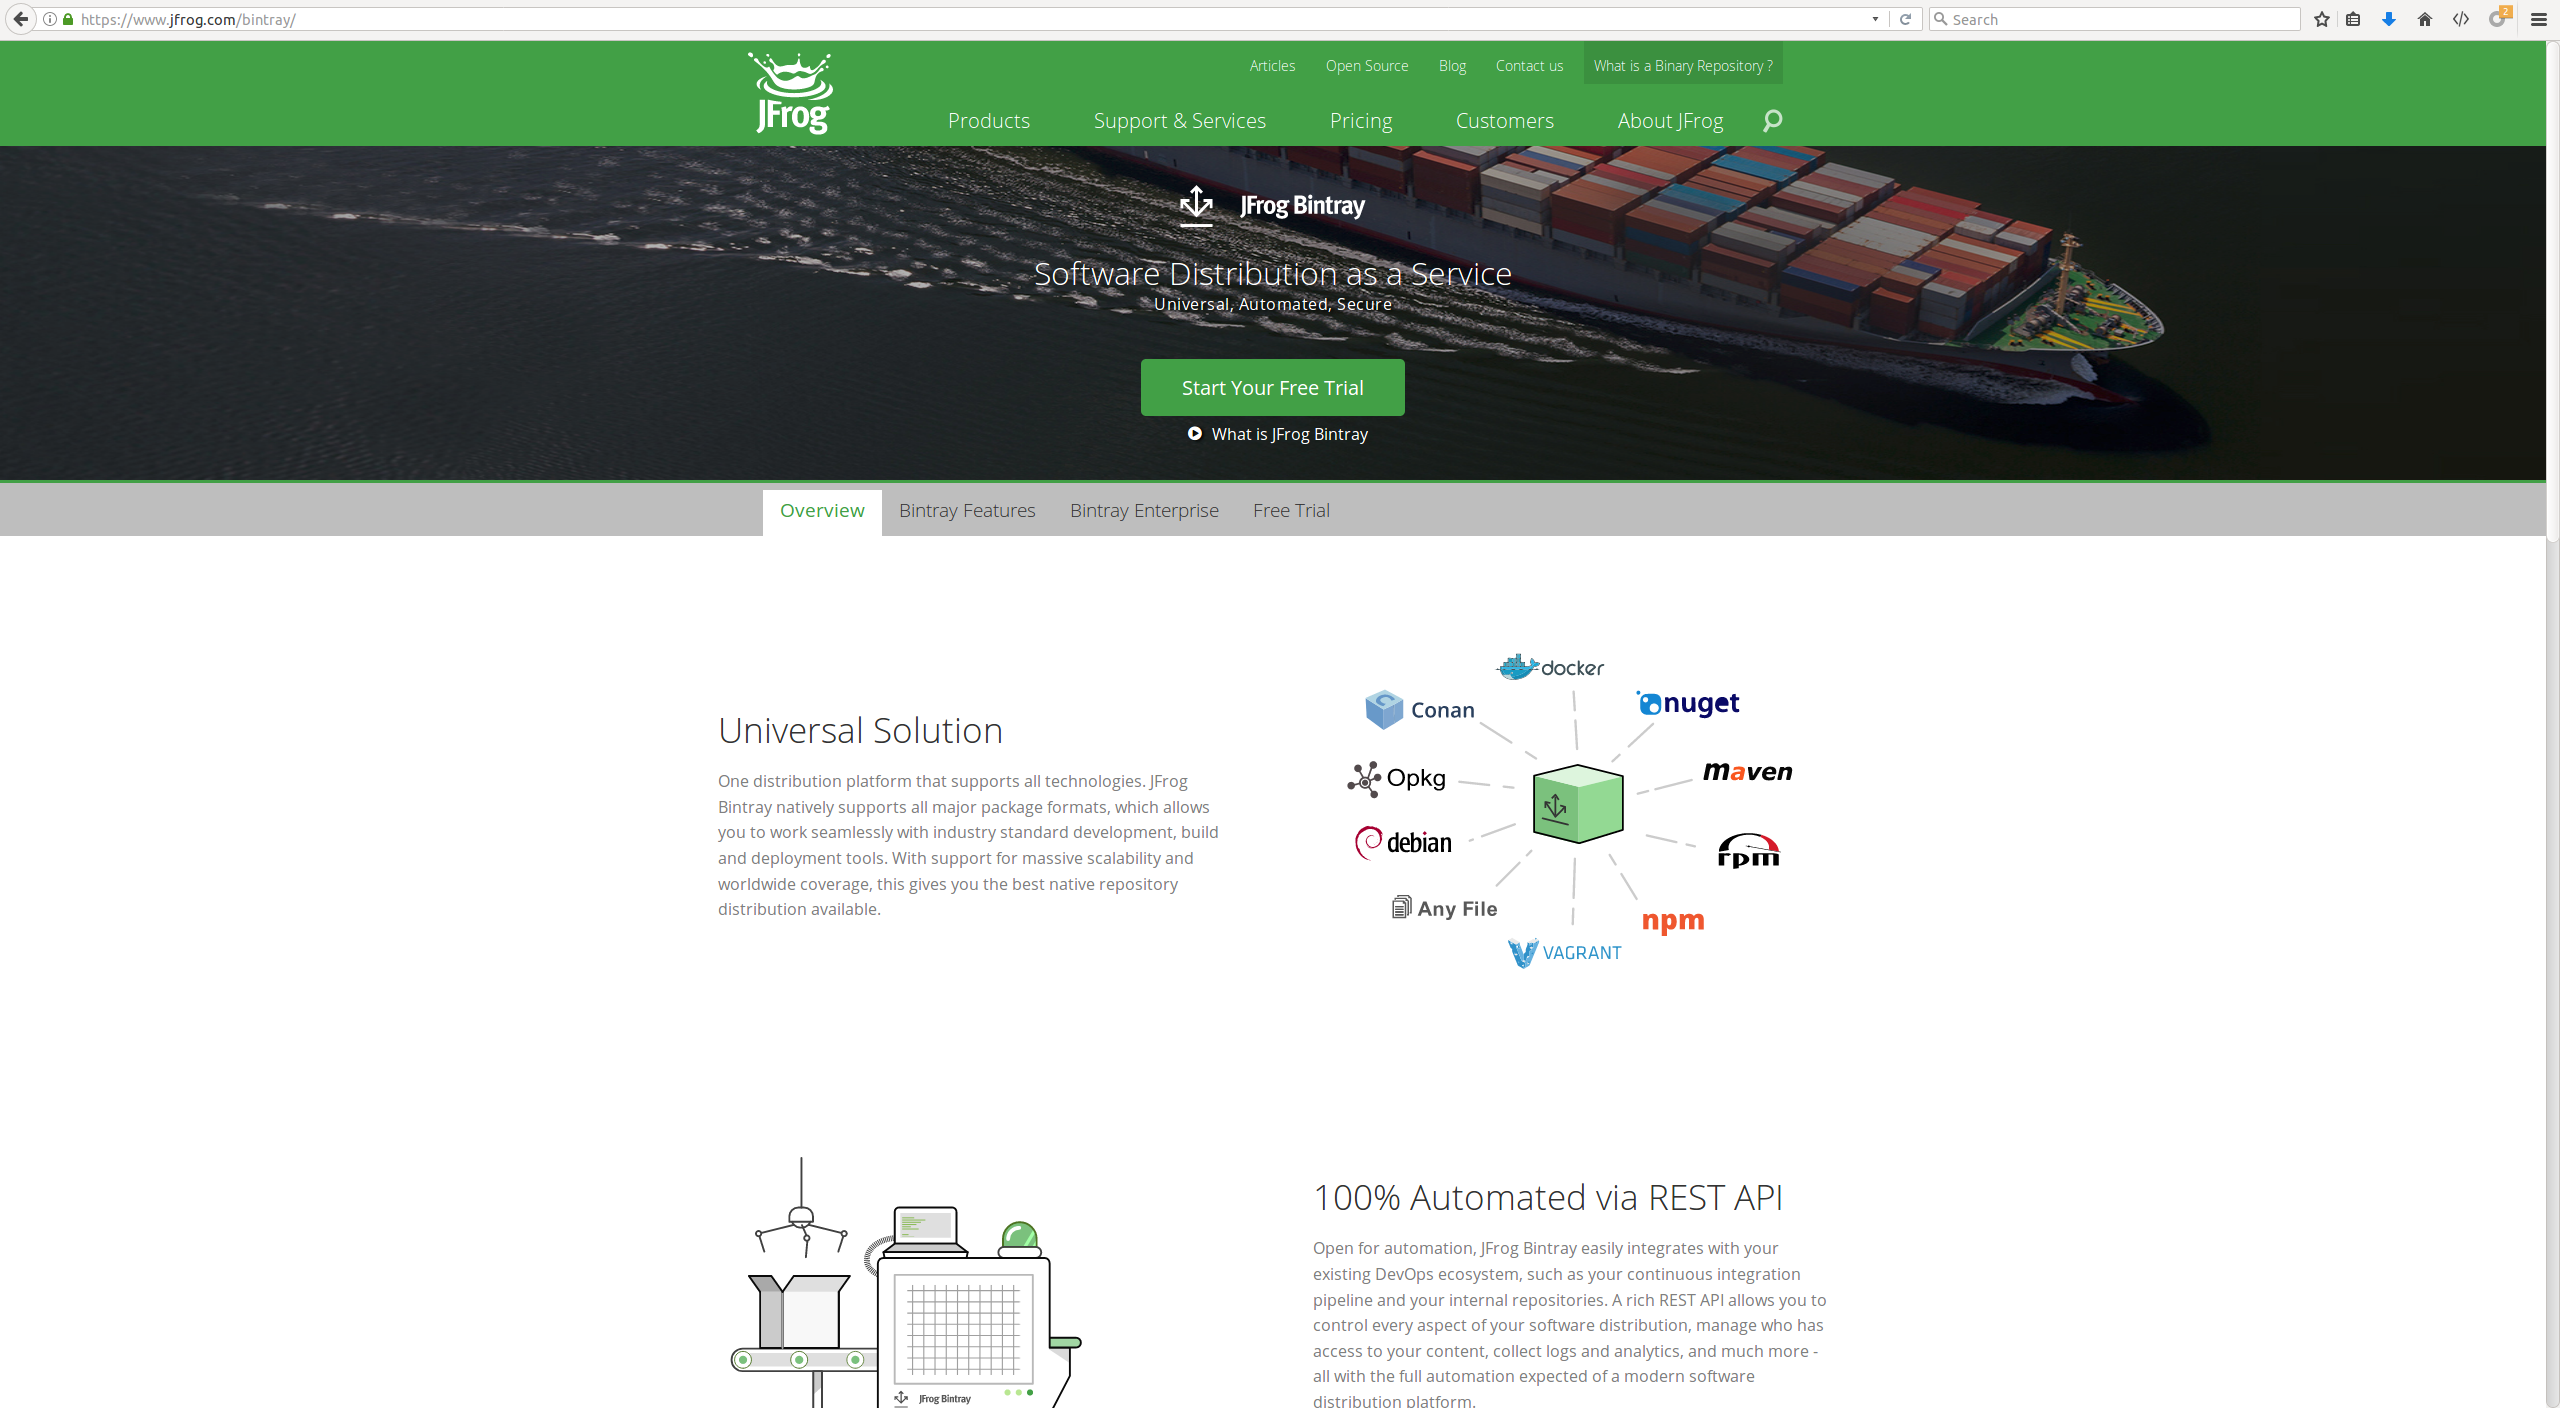 https://www.jfrog.com/bintray/
Search
2
JFrog
Articles
Open Source
Blog
Contact us
What is a Binary Repository ?
Products
Support & Services
Pricing
Customers
About JFrog
JFrog Bintray
Software Distribution as a Service
Universal, Automated, Secure
Start Your Free Trial
What is JFrog Bintray
Overview
Bintray Features
Bintray Enterprise
Free Trial
Universal Solution
One distribution platform that supports all technologies. JFrog
Bintray natively supports all major package formats, which allows
you to work seamlessly with industry standard development, build
and deployment tools. With support for massive scalability and
worldwide coverage, this gives you the best native repository
distribution available.
docker
Conan
nuget
Opkg
maven
debian
rpm
Any File
npm
VAGRANT
100% Automated via REST API
Open for automation, JFrog Bintray easily integrates with your
existing DevOps ecosystem, such as your continuous integration
pipeline and your internal repositories. A rich REST API allows you to
control every aspect of your software distribution, manage who has
access to your content, collect logs and analytics, and much more -
all with the full automation expected of a modern software
distribution platform.
JFrog Bintray